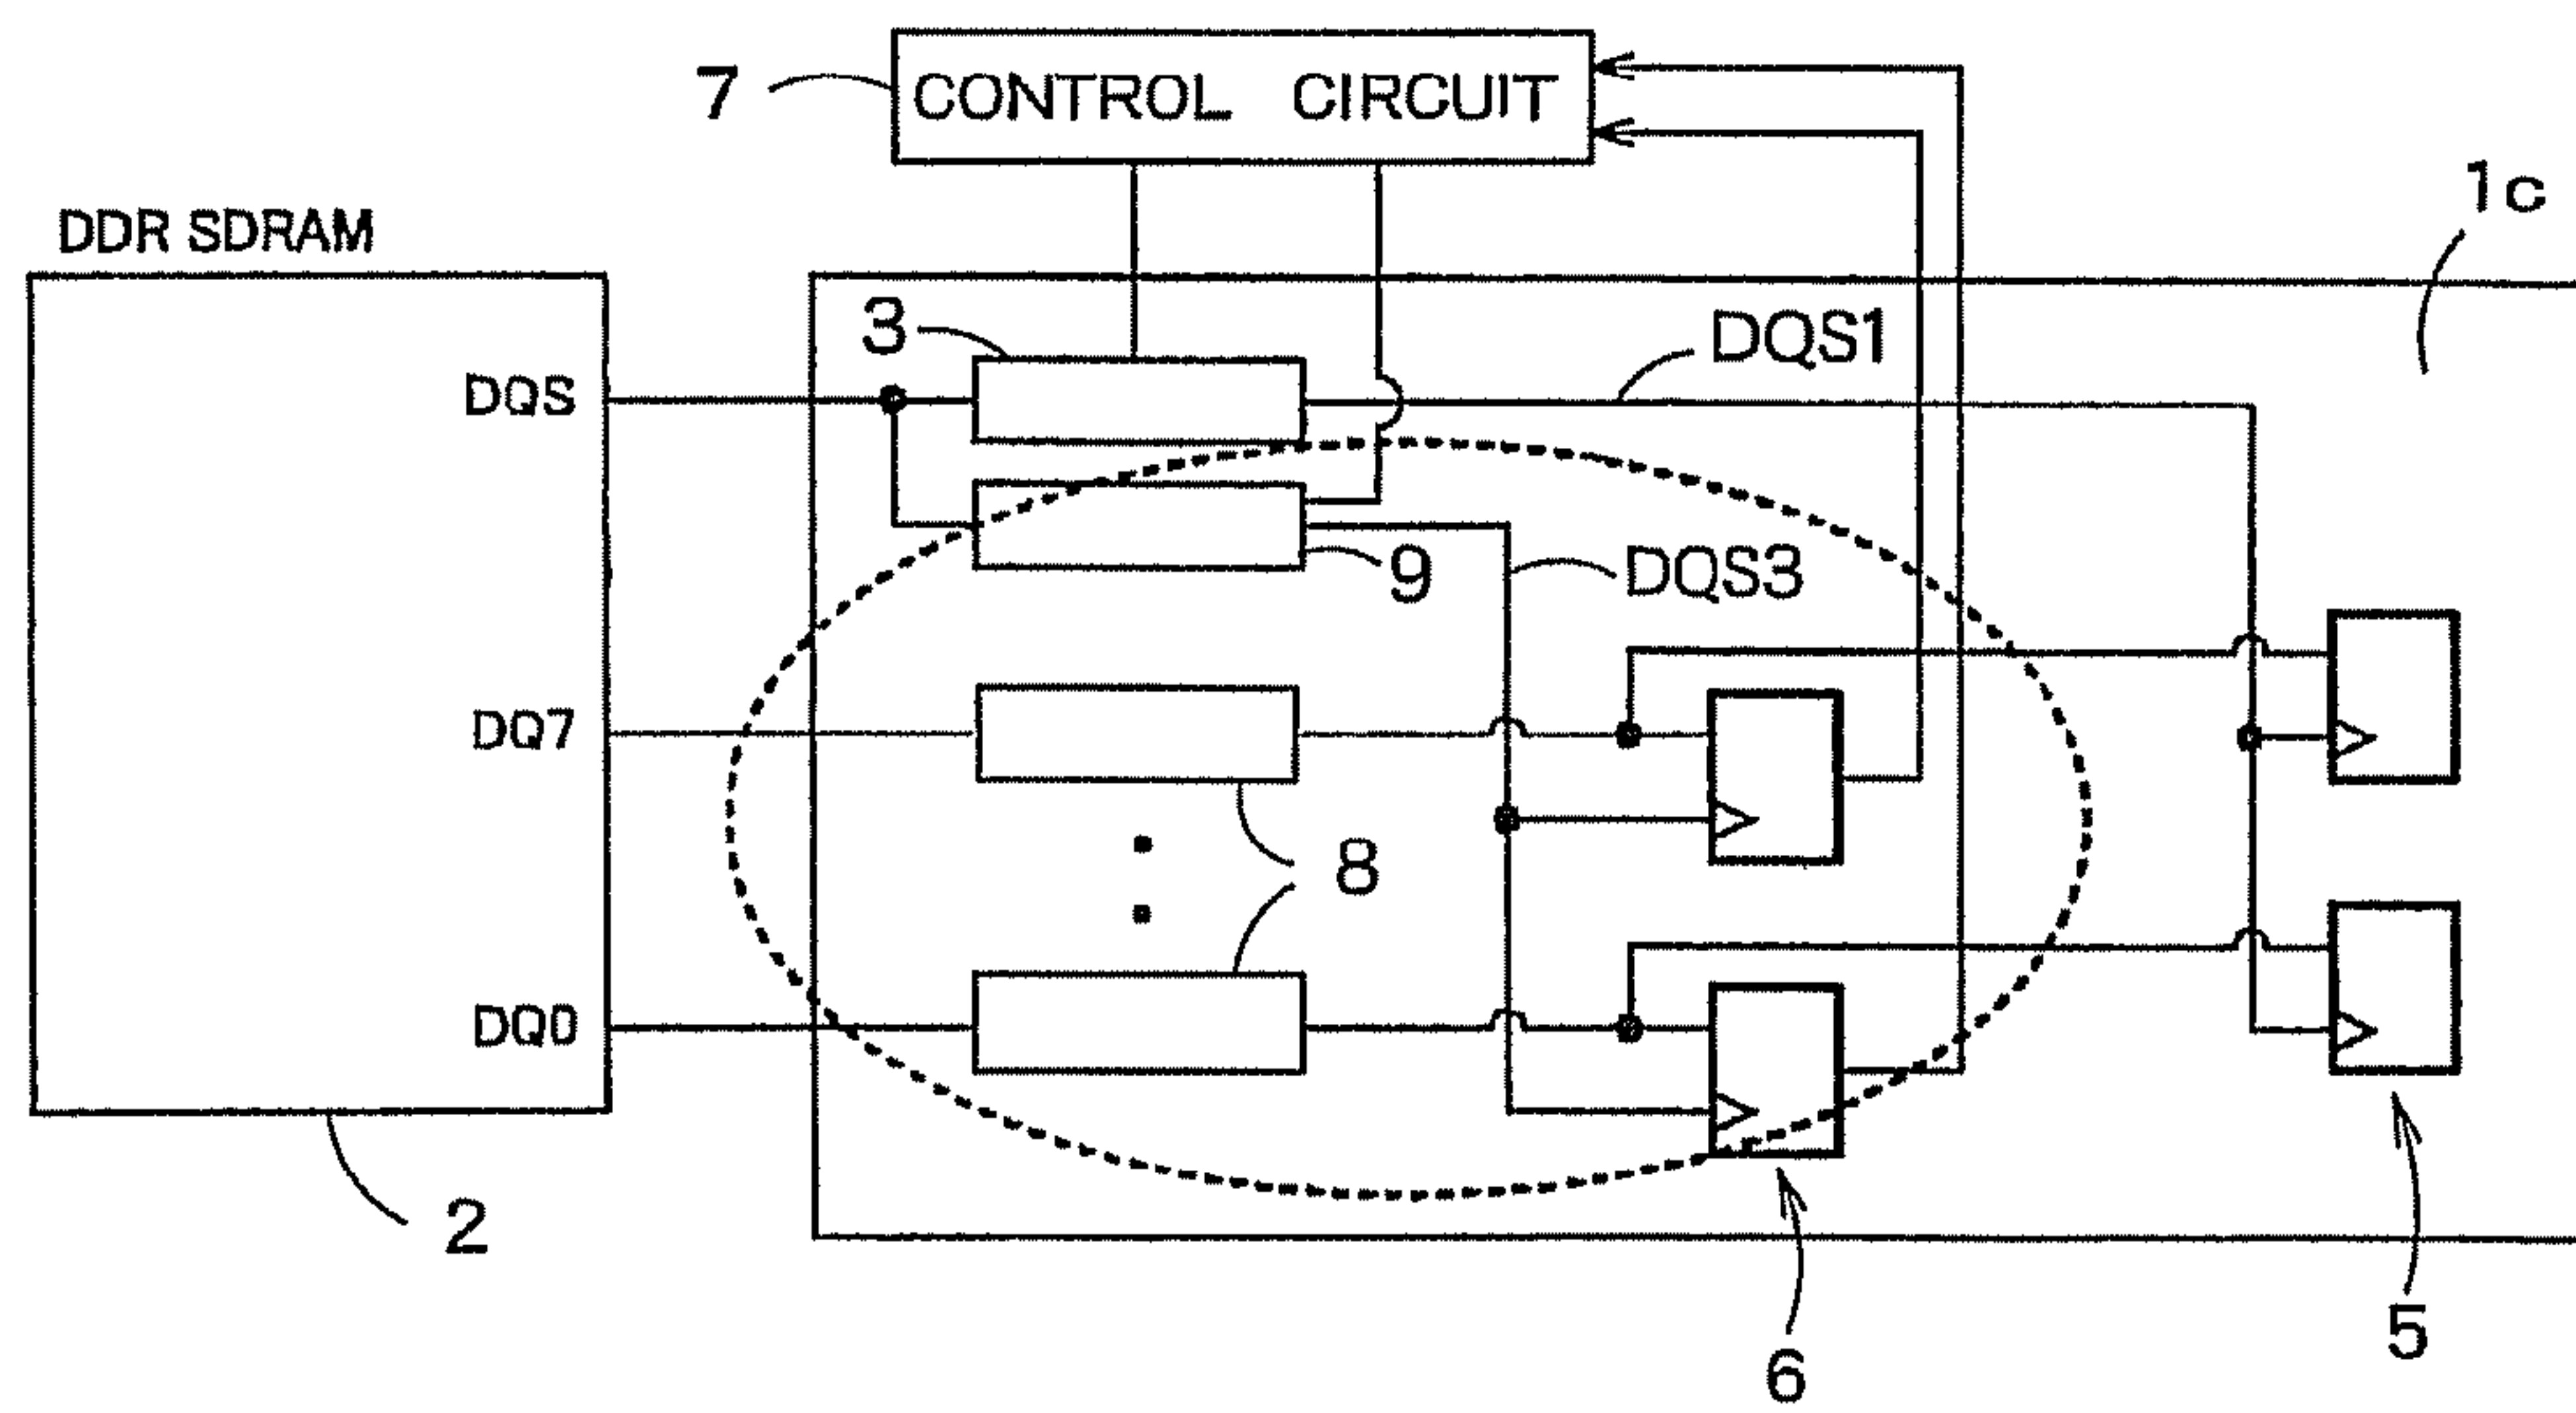 7
CONTROL CIRCUIT
1c
DDR SDRAM
3
DQS1
DQS
9
DQS3
DQ7
8
DQ0
2
5
6